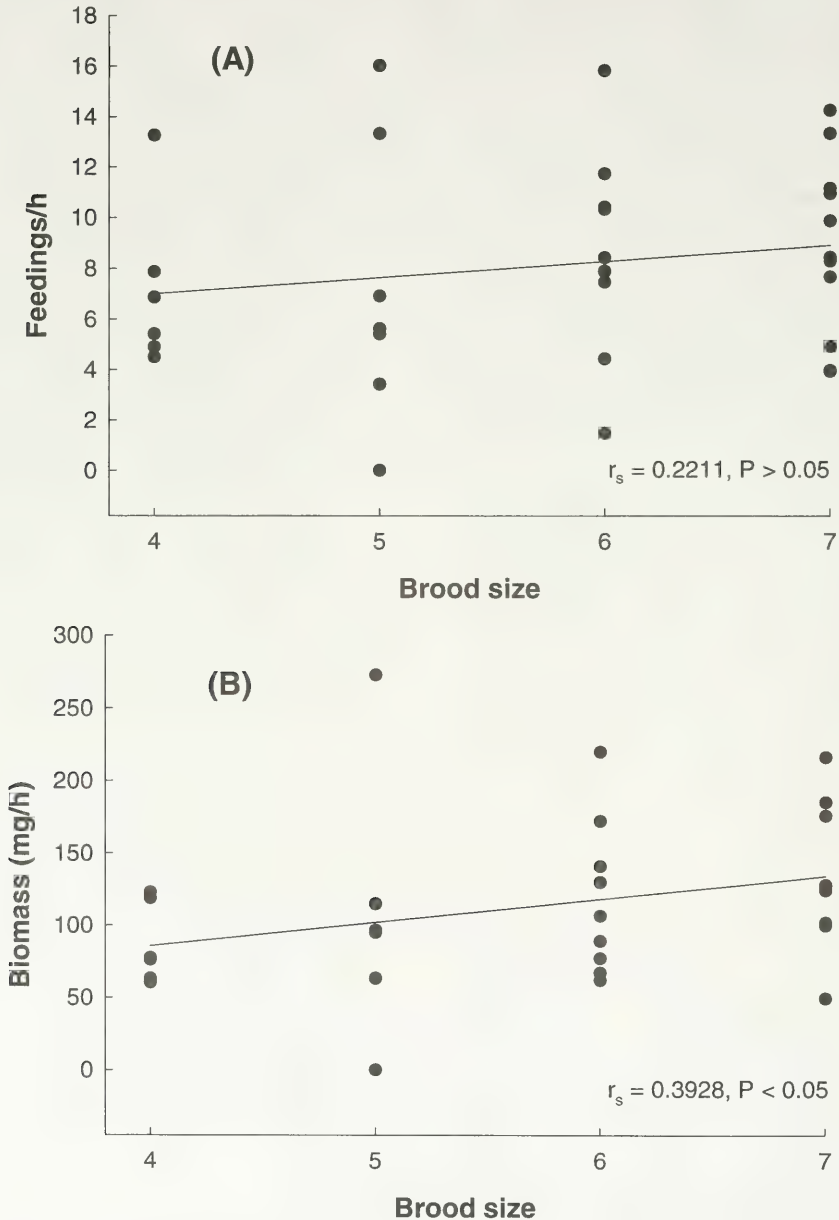 (A)
18
16
14
12
10
8
6
4
2
0
Feedings/h
r_s = 0.2211, P > 0.05
4 5 6 7
Brood size
(B)
300
250
200
150
100
50
0
Biomass (mg/h)
r_s = 0.3928, P < 0.05
4 5 6 7
Brood size